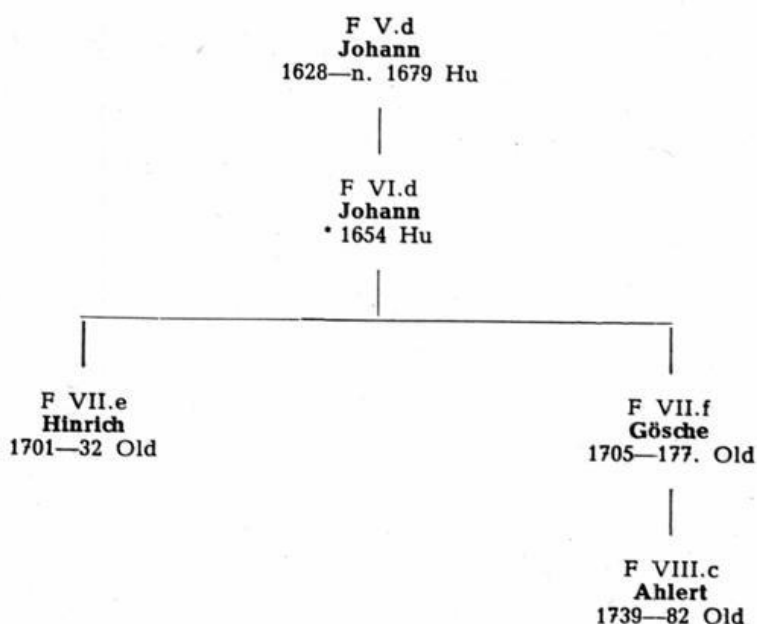 F V.d
Johann
1628—n. 1679 Hu
F VI.d
Johann
* 1654 Hu
F VII.e
Hinrich
1701—32 Old
F VII.f
Gösche
1705—177. Old
F VIII.c
Ahlert
1739—82 Old